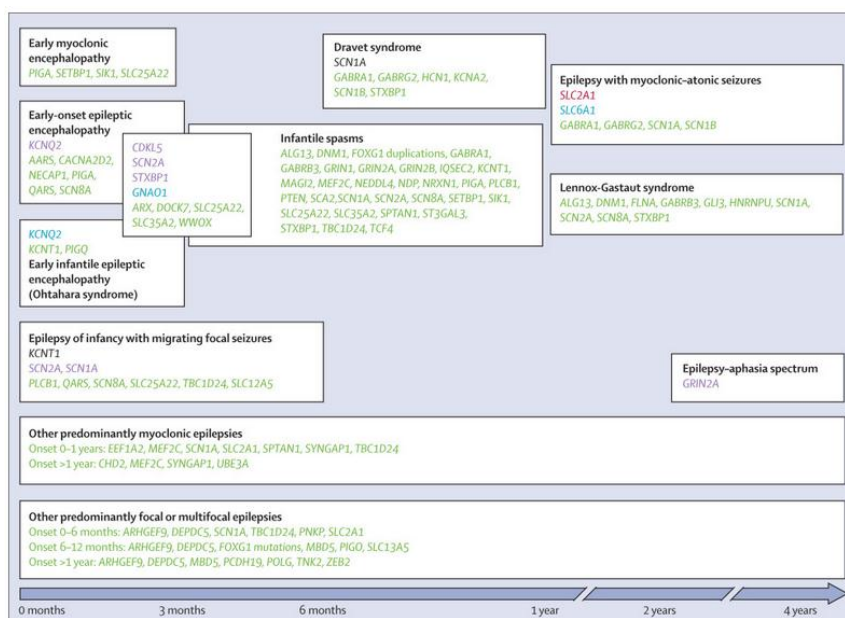 Early myoclonic
encephalopathy
PIGA, SETBP1, SIK1, SLC25A22
Dravet syndrome
SCN1A
GABRA1, GABRG2, HCN1, KCNA2,
SCN1B, STXBP1
Epilepsy with myoclonic–atonic seizures
SLC2A1
SLC6A1
GABRA1, GABRG2, SCN1A, SCN1B
Early-onset epileptic
encephalopathy
KCNQ2
AARS, CACNA2D2,
NECAP1, PIGA,
QARS, SCN8A
CDKL5
SCN2A
STXBP1
GNAO1
ARX, DOCK7, SLC25A22,
SLC35A2, WWOX
Infantile spasms
ALG13, DNM1, FOXG1 duplications, GABRA1,
GABRB3, GRIN1, GRIN2A, GRIN2B, IQSEC2, KCNT1,
MAGI2, MEF2C, NEDDL4, NDP, NRXN1, PIGA, PLCB1,
PTEN, SCA2,SCN1A, SCN2A, SCN8A, SETBP1, SIK1,
SLC25A22, SLC35A2, SPTAN1, ST3GAL3,
STXBP1, TBC1D24, TCF4
Lennox-Gastaut syndrome
ALG13, DNM1, FLNA, GABRB3, GLI3, HNRNPU, SCN1A,
SCN2A, SCN8A, STXBP1
KCNQ2
KCNT1, PIGQ
Early infantile epileptic
encephalopathy
(Ohtahara syndrome)
Epilepsy of infancy with migrating focal seizures
KCNT1
SCN2A, SCN1A
PLCB1, QARS, SCN8A, SLC25A22, TBC1D24, SLC12A5
Epilepsy–aphasia spectrum
GRIN2A
Other predominantly myoclonic epilepsies
Onset 0–1 years: EEF1A2, MEF2C, SCN1A, SLC2A1, SPTAN1, SYNGAP1, TBC1D24
Onset >1 year: CHD2, MEF2C, SYNGAP1, UBE3A
Other predominantly focal or multifocal epilepsies
Onset 0–6 months: ARHGEF9, DEPDC5, SCN1A, TBC1D24, PNKP, SLC2A1
Onset 6–12 months: ARHGEF9, DEPDC5, FOXG1 mutations, MBD5, PIGO, SLC13A5
Onset >1 year: ARHGEF9, DEPDC5, MBD5, PCDH19, POLG, TNK2, ZEB2
0 months 3 months 6 months 1 year 2 years 4 years